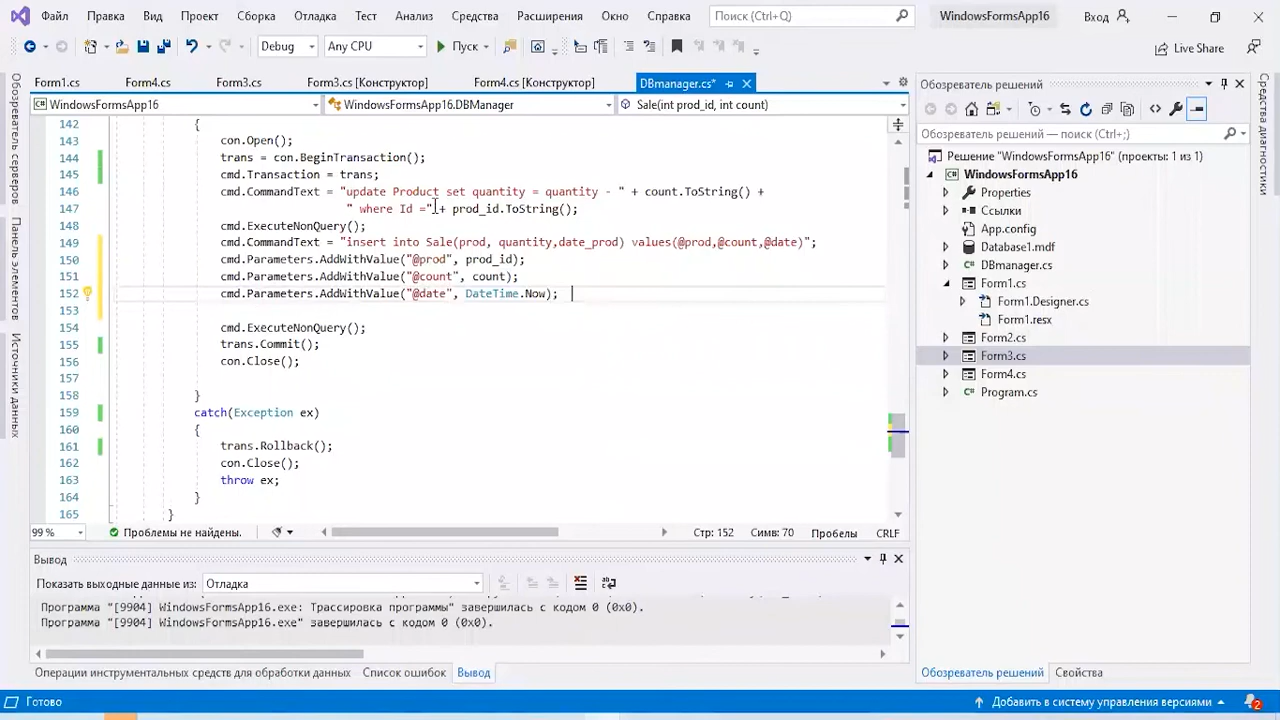 Файл Правка Вид Проект Сборка Отладка Тест Анализ Средства Расширения Окно Справка Поиск (Ctrl+Q) WindowsFormsApp16 Вход
Debug Any CPU Пуск Live Share
Form1.cs Form4.cs Form3.cs Form3.cs [Конструктор] Form4.cs [Конструктор] DBmanager.cs*
WindowsFormsApp16 WindowsFormsApp16.DBManager Sale(int prod_id, int count)
142 {
143 con.Open();
144 trans = con.BeginTransaction();
145 cmd.Transaction = trans;
146 cmd.CommandText = "update Product set quantity = quantity - " + count.ToString() +
147 " where Id ="+ prod_id.ToString();
148 cmd.ExecuteNonQuery();
149 cmd.CommandText = "insert into Sale(prod, quantity,date_prod) values(@prod,@count,@date)";
150 cmd.Parameters.AddWithValue("@prod", prod_id);
151 cmd.Parameters.AddWithValue("@count", count);
152 cmd.Parameters.AddWithValue("@date", DateTime.Now);
153
154 cmd.ExecuteNonQuery();
155 trans.Commit();
156 con.Close();
157
158 }
159 catch(Exception ex)
160 {
161 trans.Rollback();
162 con.Close();
163 throw ex;
164 }
165 }
99 % Проблемы не найдены. Стр: 152 Симв: 70 Пробелы CRLF
Вывод
Показать выходные данные из: Отладка
Программа "[9904] WindowsFormsApp16.exe: Трассировка программы" завершилась с кодом 0 (0x0).
Программа "[9904] WindowsFormsApp16.exe" завершилась с кодом 0 (0x0).
Операции инструментальных средств для обработки данных Список ошибок Вывод
Обозреватель серверов
Панель элементов
Источники данных
Обозреватель решений
Обозреватель решений — поиск (Ctrl+;)
Решение "WindowsFormsApp16" (проекты: 1 из 1)
WindowsFormsApp16
Properties
Ссылки
App.config
Database1.mdf
DBmanager.cs
Form1.cs
Form1.Designer.cs
Form1.resx
Form2.cs
Form3.cs
Form4.cs
Program.cs
Обозреватель решений Свойства
Средства диагностики
Готово Добавить в систему управления версиями 2